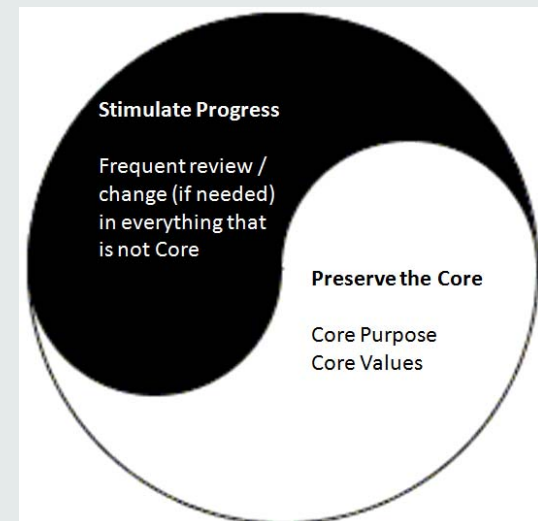 Stimulate Progress
Frequent review /
change (if needed)
in everything that
is not Core
Preserve the Core
Core Purpose
Core Values